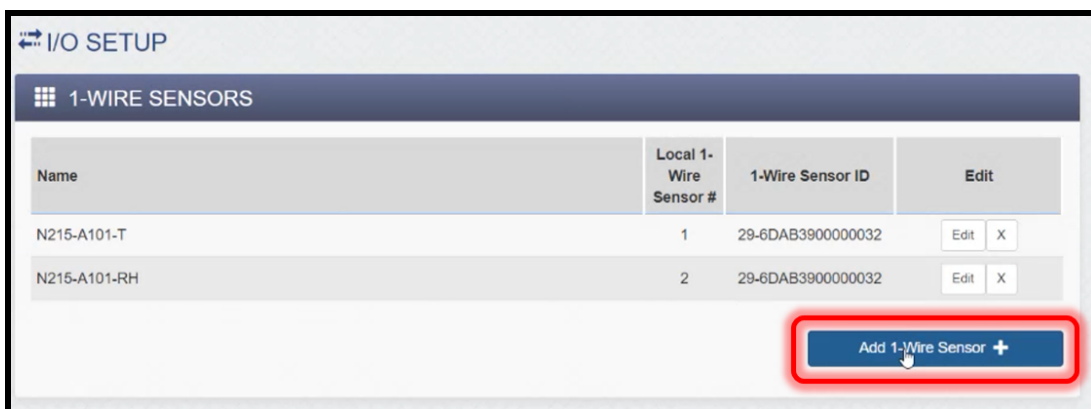 I/O SETUP
1-WIRE SENSORS
Name
Local 1-
Wire
Sensor #
1-Wire Sensor ID
Edit
N215-A101-T 1 29-6DAB3900000032 Edit X
N215-A101-RH 2 29-6DAB3900000032 Edit X
Add 1-Wire Sensor +